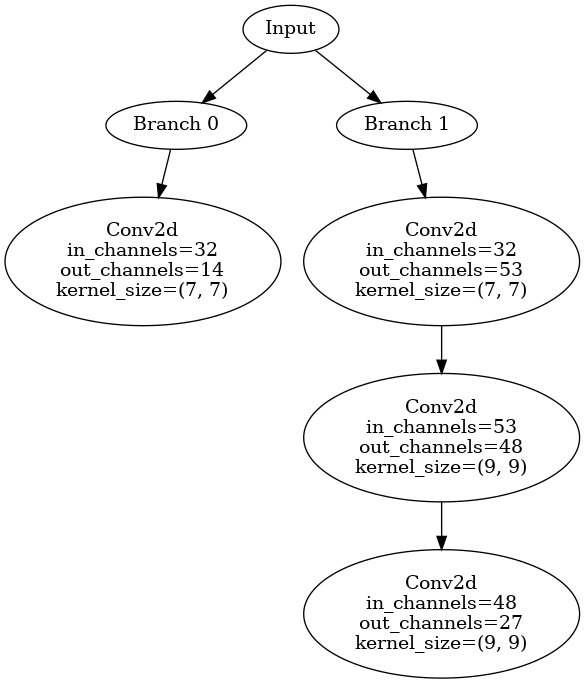 Input
Branch 0
Branch 1
Conv2d
in_channels=32
out_channels=14
kernel_size=(7, 7)
Conv2d
in_channels=32
out_channels=53
kernel_size=(7, 7)
Conv2d
in_channels=53
out_channels=48
kernel_size=(9, 9)
Conv2d
in_channels=48
out_channels=27
kernel_size=(9, 9)